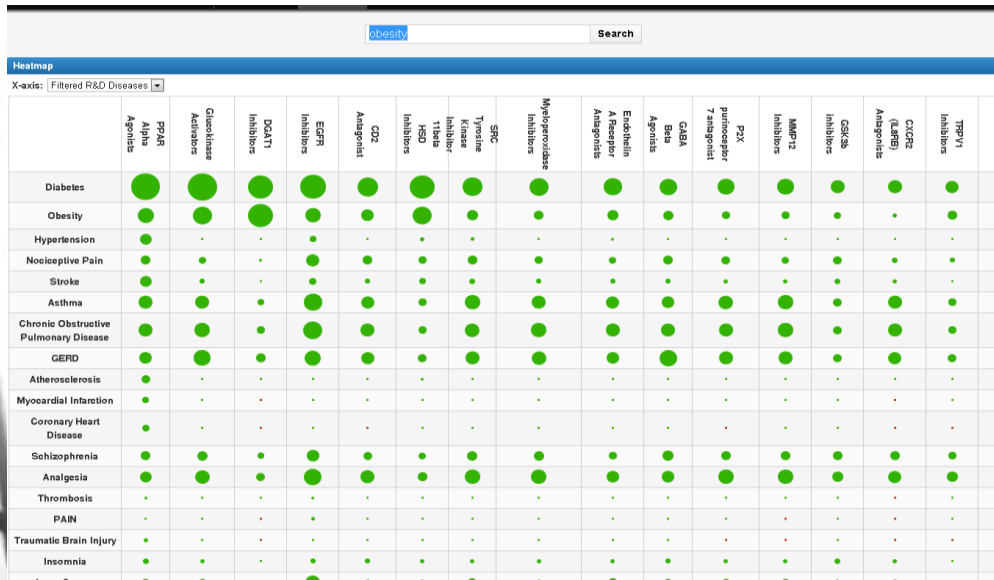 obesity
Search
Heatmap
X-axis: Filtered R&D Diseases
PPAR
Alpha
Agonists
Glucokinase
Activators
DGAT1
Inhibitors
EGFR
Inhibitors
CD2
Antagonist
11beta
HSD
Inhibitors
SRC
Tyrosine
Kinase
Inhibitor
Myeloperoxidase
Inhibitors
Endothelin
A Receptor
Antagonists
GABA
Beta
Agonists
P2X
purinoceptor
7 antagonist
MMP12
Inhibitors
GSK3b
Inhibitors
CXCR2
(IL8RB)
Antagonists
TRPV1
Inhibitors
Diabetes
Obesity
Hypertension
Nociceptive Pain
Stroke
Asthma
Chronic Obstructive
Pulmonary Disease
GERD
Atherosclerosis
Myocardial Infarction
Coronary Heart
Disease
Schizophrenia
Analgesia
Thrombosis
PAIN
Traumatic Brain Injury
Insomnia